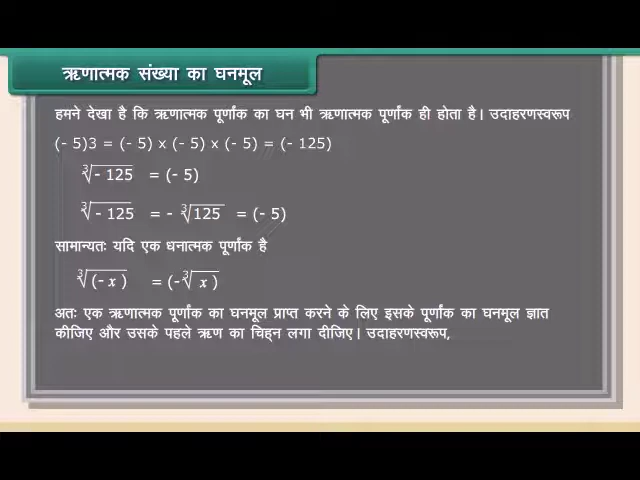 ऋणात्मक संख्या का घनमूल
हमने देखा है कि ऋणात्मक पूर्णांक का घन भी ऋणात्मक पूर्णांक ही होता है। उदाहरणस्वरूप
(- 5)3 = (- 5) x (- 5) x (- 5) = (- 125)
∛- 125 = (- 5)
∛- 125 = - ∛125 = (- 5)
सामान्यतः यदि एक धनात्मक पूर्णांक है
∛(- x ) = (-∛x )
अतः एक ऋणात्मक पूर्णांक का घनमूल प्राप्त करने के लिए इसके पूर्णांक का घनमूल ज्ञात
कीजिए और उसके पहले ऋण का चिह्न लगा दीजिए। उदाहरणस्वरूप,